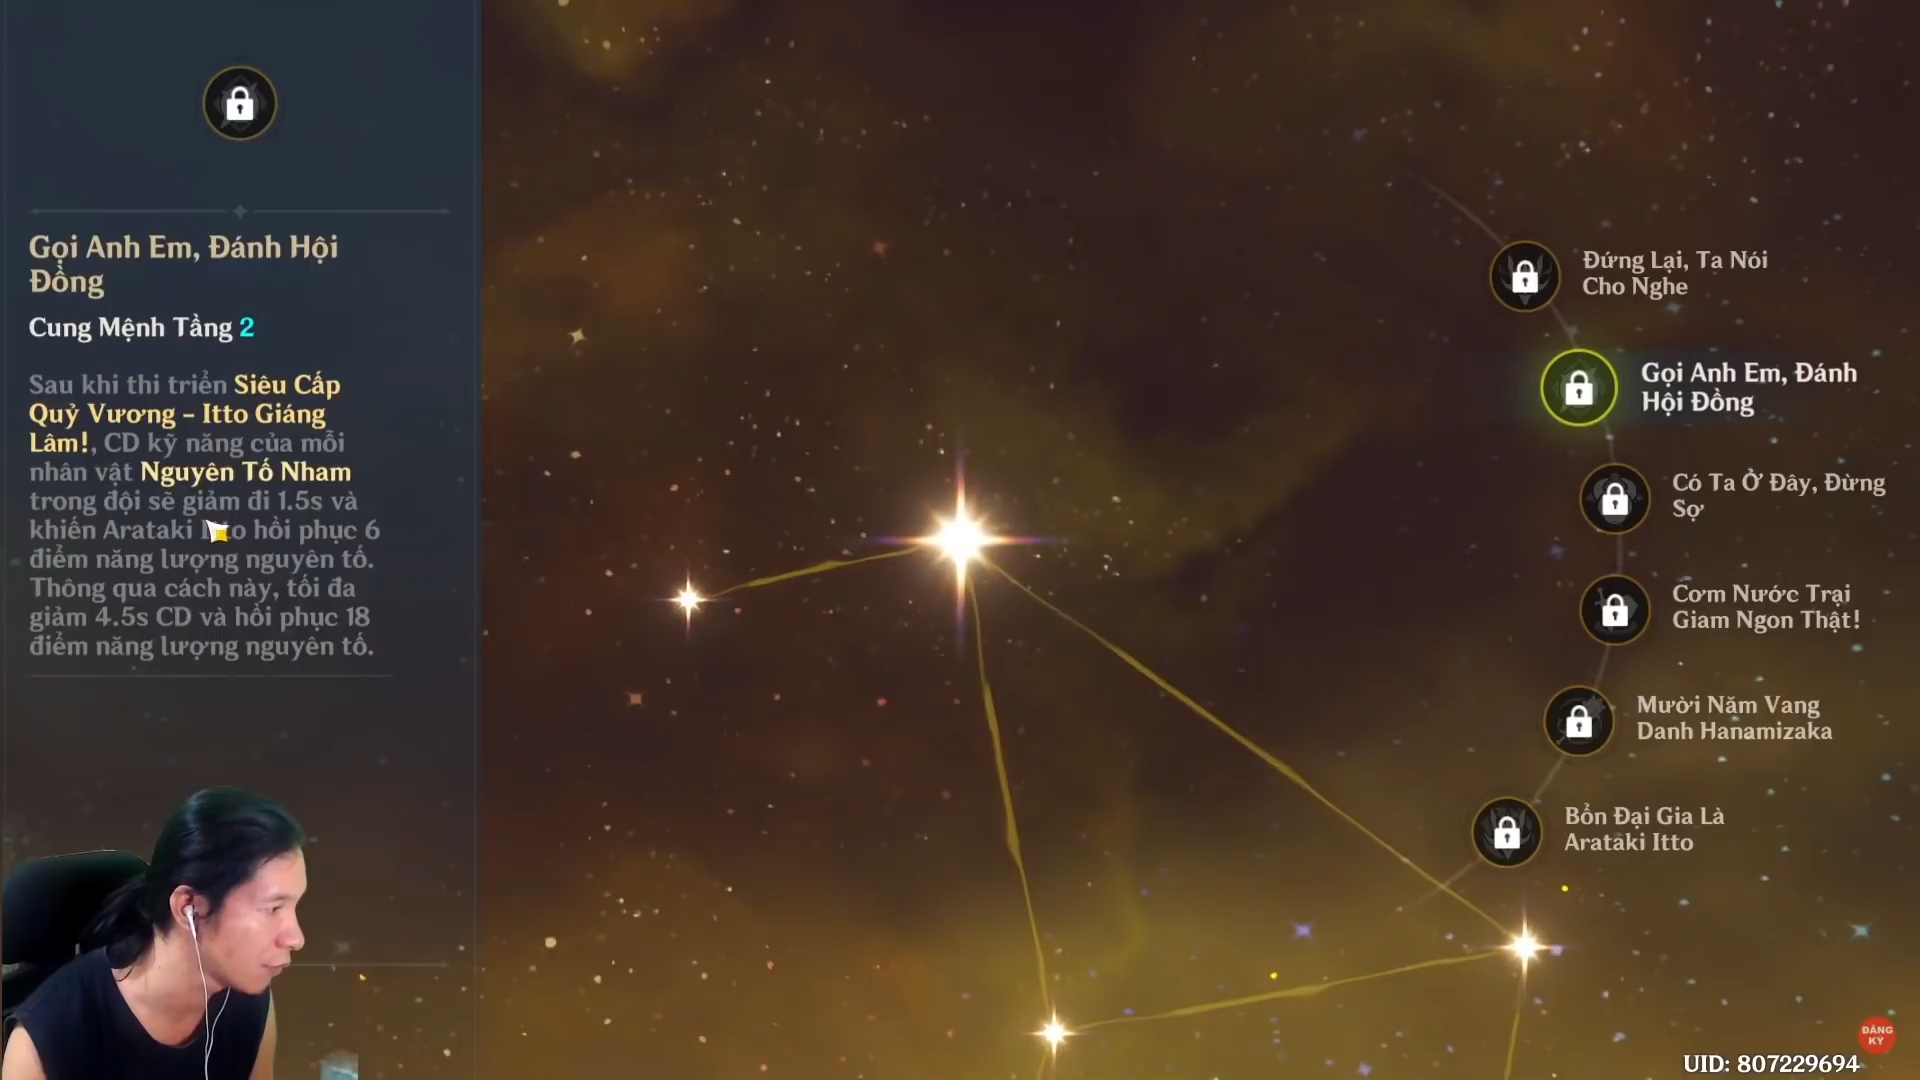 Gọi Anh Em, Đánh Hội
Đồng
Cung Mệnh Tầng 2
Sau khi thi triển Siêu Cấp
Quỷ Vương - Itto Giáng
Lâm!, CD kỹ năng của mỗi
nhân vật Nguyên Tố Nham
trong đội sẽ giảm đi 1.5s và
khiến Arataki Itto hồi phục 6
điểm năng lượng nguyên tố.
Thông qua cách này, tối đa
giảm 4.5s CD và hồi phục 18
điểm năng lượng nguyên tố.
Đứng Lại, Ta Nói
Cho Nghe
Gọi Anh Em, Đánh
Hội Đồng
Có Ta Ở Đây, Đừng
Sợ
Cơm Nước Trại
Giam Ngon Thật!
Mười Năm Vang
Danh Hanamizaka
Bổn Đại Gia Là
Arataki Itto
ĐĂNG
KÝ
UID: 807229694